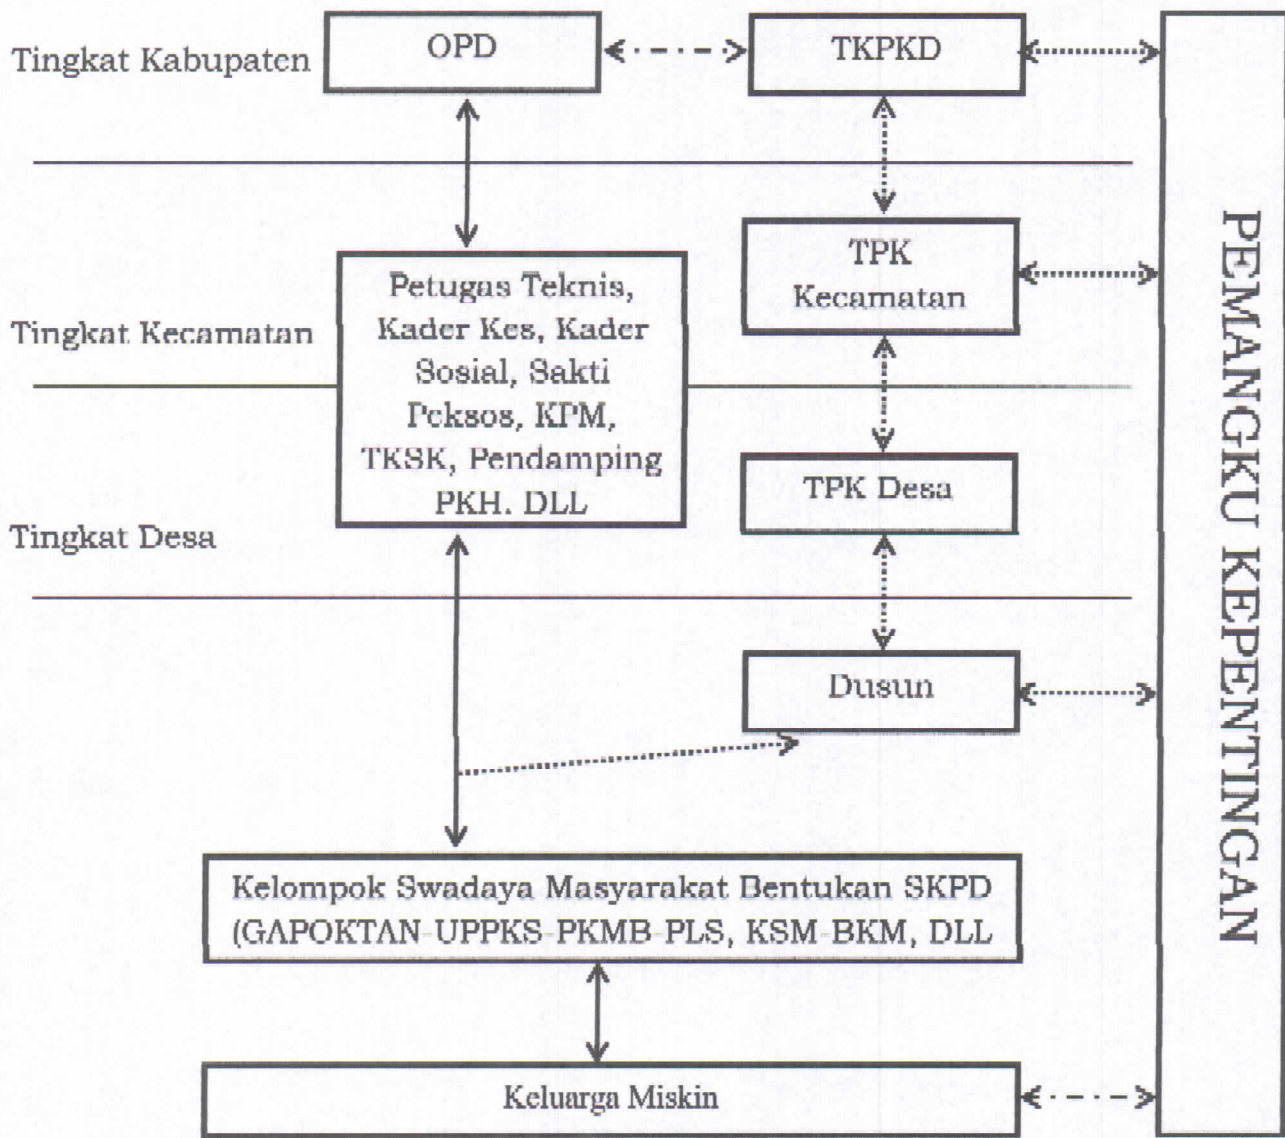 OPD
TKPKD
Tingkat Kabupaten
TPK
Kecamatan
Petugas Teknis,
Kader Kes, Kader
Sosial, Sakti
Peksos, KPM,
TKSK, Pendamping
PKH. DLL
Tingkat Kecamatan
TPK Desa
Tingkat Desa
Dusun
Kelompok Swadaya Masyarakat Bentukan SKPD
(GAPOKTAN-UPPKS-PKMB-PLS, KSM-BKM, DLL
Keluarga Miskin
PEMANGKU KEPENTINGAN